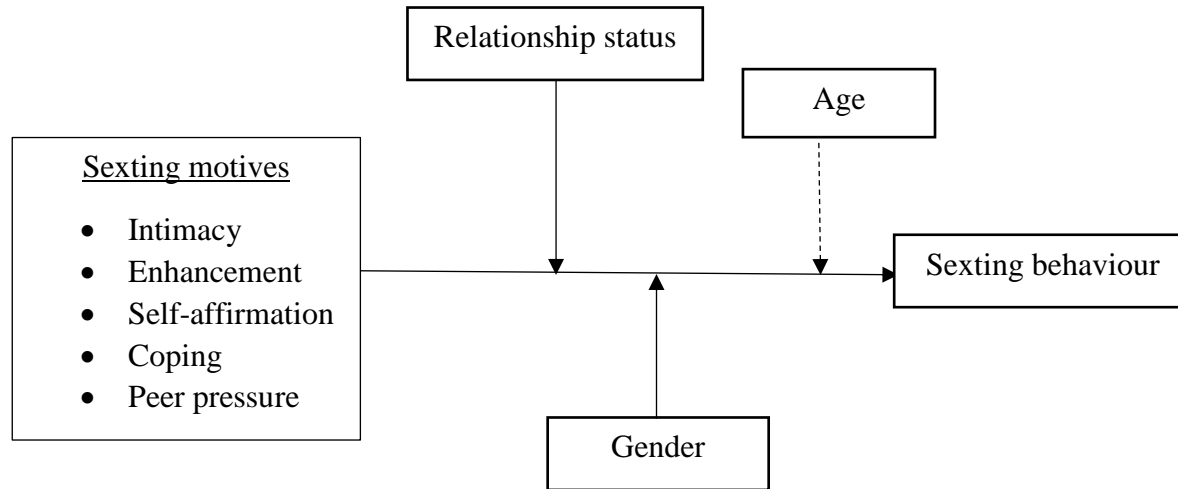 Relationship status
Age
Sexting motives
• Intimacy
• Enhancement
• Self-affirmation
• Coping
• Peer pressure
Sexting behaviour
Gender